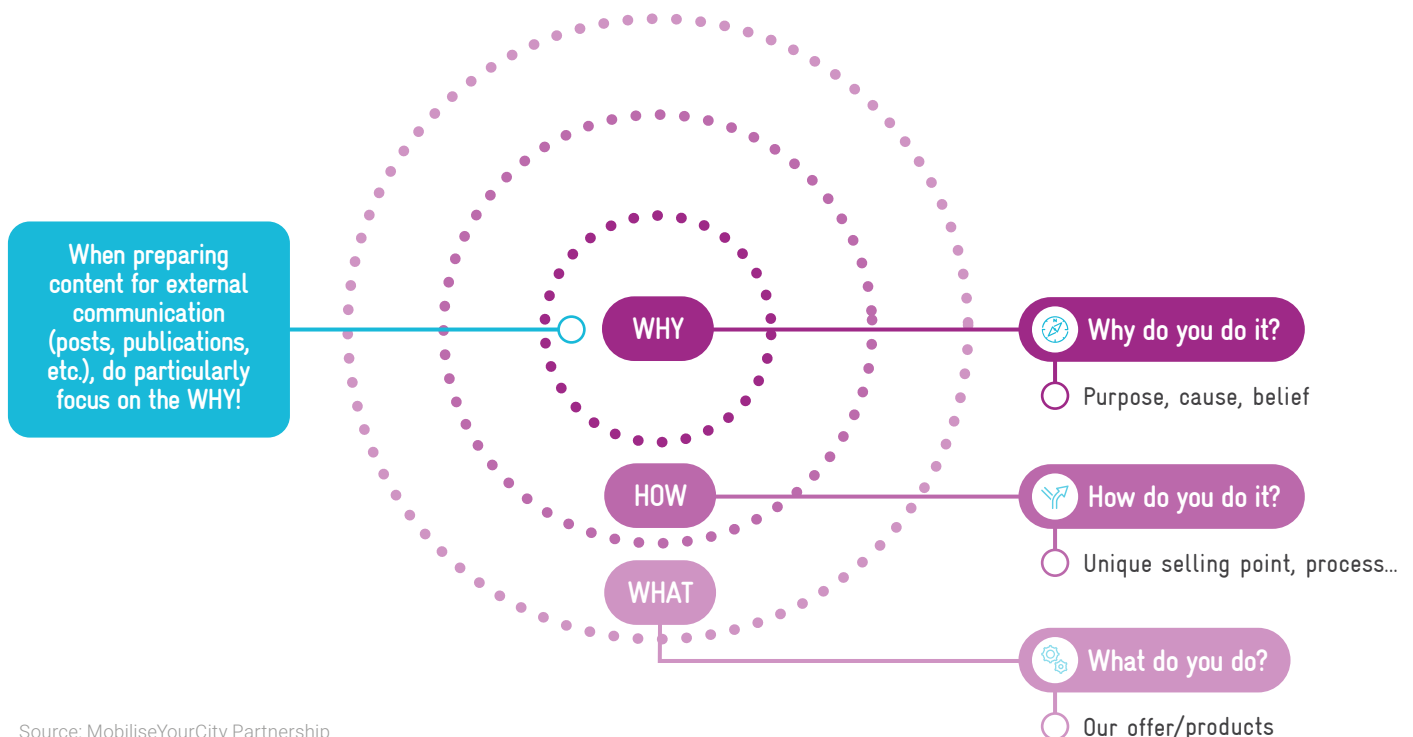 When preparing
content for external
communication
(posts, publications,
etc.), do particularly
focus on the WHY!
WHY
Why do you do it?
Purpose, cause, belief
HOW
How do you do it?
Unique selling point, process...
WHAT
What do you do?
Our offer/products
Source: MobiliseYourCity Partnership